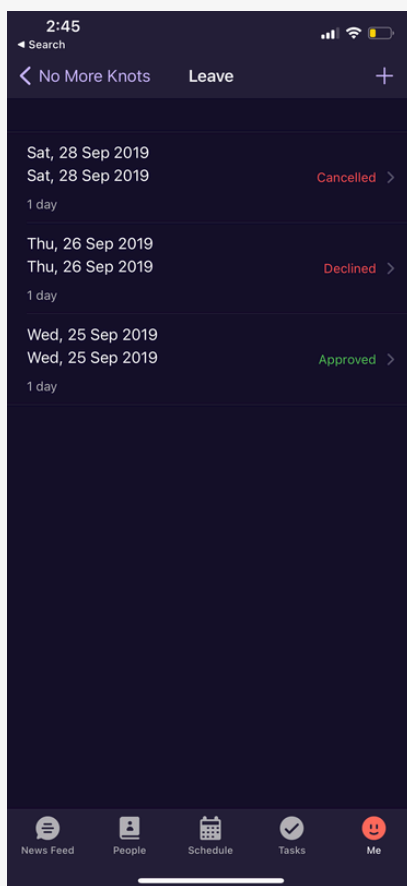 2:45
◄ Search
No More Knots Leave +
Sat, 28 Sep 2019
Sat, 28 Sep 2019
Cancelled
1 day
Thu, 26 Sep 2019
Thu, 26 Sep 2019
Declined
1 day
Wed, 25 Sep 2019
Wed, 25 Sep 2019
Approved
1 day
News Feed People Schedule Tasks Me